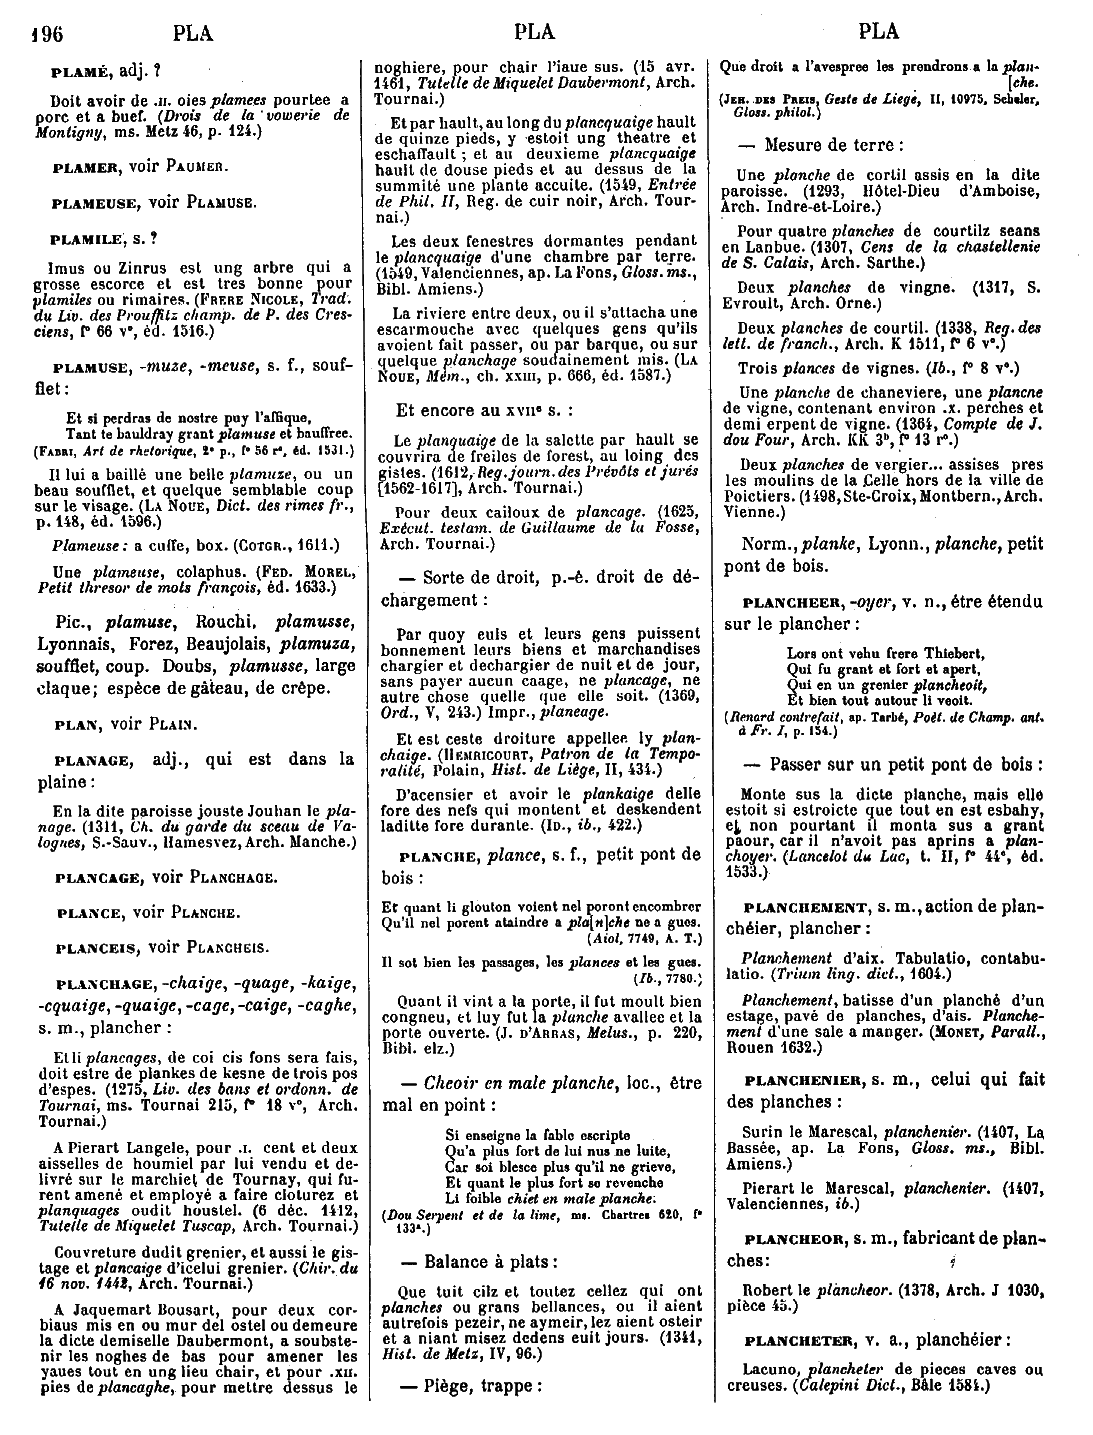 196 PLA PLA PLA
PLAMÉ, adj. ?
Doit avoir de .II. oies plamees pourtee a
porc et a buef. (Drois de la vowerie de
Montigny, ms. Metz 46, p. 124.)
PLAMER, voir PAUMER.
PLAMEUSE, voir PLAMUSE.
PLAMILE, s. ?
Imus ou Zinrus est ung arbre qui a
grosse escorce et est tres bonne pour
plamiles ou rimaires. (FRERE NICOLE, Trad.
du Liv. des Prouffitz champ. de P. des Cres-
ciens, f° 66 v°, éd. 1516.)
PLAMUSE, -muze, -meuse, s. f., souf-
flet :
Et si perdras de nostre puy l'affique,
Tant te bauldray grant plamuse et bauffree.
(FABRI, Art de rhetorique, 2e p., f° 56 r°, éd. 1531.)
Il lui a baillé une belle plamuze, ou un
beau soufflet, et quelque semblable coup
sur le visage. (LA NOUE, Dict. des rimes fr.,
p. 148, éd. 1596.)
Plameuse : a cuffe, box. (COTGR., 1611.)
Une plameuse, colaphus. (FED. MOREL,
Petit thresor de mots françois, éd. 1633.)
Pic., plamuse, Rouchi, plamusse,
Lyonnais, Forez, Beaujolais, plamuza,
soufflet, coup. Doubs, plamusse, large
claque; espèce de gâteau, de crêpe.
PLAN, voir PLAIN.
PLANAGE, adj., qui est dans la
plaine :
En la dite paroisse jouste Jouhan le pla-
nage. (1311, Ch. du garde du sceau de Va-
lognes, S.-Sauv., Hamesvez, Arch. Manche.)
PLANCAGE, voir PLANCHAGE.
PLANCE, voir PLANCHE.
PLANCEIS, voir PLANCHEIS.
PLANCHAGE, -chaige, -quage, -kaige,
-cquaige, -quaige, -cage, -caige, -caghe,
s. m., plancher :
Et li plancages, de coi cis fons sera fais,
doit estre de plankes de kesne de trois pos
d'espes. (1275, Liv. des bans et ordonn. de
Tournai, ms. Tournai 215, f° 18 v°, Arch.
Tournai.)
A Pierart Langele, pour .I. cent et deux
aisselles de houmiel par lui vendu et de-
livré sur le marchiet de Tournay, qui fu-
rent amené et employé a faire cloturez et
planquages oudit houstel. (6 déc. 1412,
Tutelle de Miquelet Tuscap, Arch. Tournai.)
Couvreture dudit grenier, et aussi le gis-
tage et plancaige d'icelui grenier. (Chir. du
16 nov. 1442, Arch. Tournai.)
A Jaquemart Bousart, pour deux cor-
biaus mis en ou mur del ostel ou demeure
la dicte demiselle Daubermont, a soubste-
nir les noghes de bas pour amener les
yaues tout en ung lieu chair, et pour .XII.
pies de plancaghe, pour mettre dessus le
noghiere, pour chair l'iaue sus. (15 avr.
1461, Tutelle de Miquelet Daubermont, Arch.
Tournai.)
Et par hault, au long du plancquaige hault
de quinze pieds, y estoit ung theatre et
eschaffault ; et au deuxieme plancquaige
hault de douse pieds et au dessus de la
summité une plante accuite. (1549, Entrée
de Phil. II, Reg. de cuir noir, Arch. Tour-
nai.)
Les deux fenestres dormantes pendant
le plancquaige d'une chambre par terre.
(1549, Valenciennes, ap. La Fons, Gloss. ms.,
Bibl. Amiens.)
La riviere entre deux, ou il s'attacha une
escarmouche avec quelques gens qu'ils
avoient fait passer, ou par barque, ou sur
quelque planchage soudainement mis. (LA
NOUE, Mém., ch. XXIII, p. 666, éd. 1587.)
Et encore au XVIIe s. :
Le planquaige de la salette par hault se
couvrira de freiles de forest, au loing des
gistes. (1612, Reg. journ. des Prévôts et jurés
[1562-1617], Arch. Tournai.)
Pour deux cailoux de plancage. (1625,
Exécut. testam. de Guillaume de la Fosse,
Arch. Tournai.)
— Sorte de droit, p.-ê. droit de dé-
chargement :
Par quoy euls et leurs gens puissent
bonnement leurs biens et marchandises
chargier et dechargier de nuit et de jour,
sans payer aucun caage, ne plancage, ne
autre chose quelle que elle soit. (1369,
Ord., V, 243.) Impr., planeage.
Et est ceste droiture appellee ly plan-
chaige. (HEMRICOURT, Patron de la Tempo-
ralité, Polain, Hist. de Liège, II, 434.)
D'acensier et avoir le plankaige delle
fore des nefs qui montent et deskendent
laditte fore durante. (ID., ib., 422.)
PLANCHE, plance, s. f., petit pont de
bois :
Et quant li glouton voient nel poront encombrer
Qu'il nel porent ataindre a pla[n]che ne a gues.
(Aiol, 7749, A. T.)
Il sot bien les passages, les plances et les gues.
(Ib., 7780.)
Quant il vint a la porte, il fut moult bien
congneu, et luy fut la planche avallee et la
porte ouverte. (J. D'ARRAS, Melus., p. 220,
Bibl. elz.)
— Cheoir en male planche, loc., être
mal en point :
Si enseigne la fable escripte
Qu'a plus fort de lui nus ne luite,
Car soi blesce plus qu'il ne grieve,
Et quant le plus fort se revenche
Li foible chiet en male planche.
(Dou Serpent et de la lime, ms. Chartres 620, f°
133a.)
— Balance à plats :
Que tuit cilz et toutez cellez qui ont
planches ou grans bellances, ou il aient
autrefois pezeir, ne aymeir, lez aient osteir
et a niant misez dedens euit jours. (1341,
Hist. de Metz, IV, 96.)
— Piège, trappe :
Que droit a l'avespree les prendrons a la plan-
[che.
(JEH. DES PREIS, Geste de Liege, II, 10975, Scheler,
Gloss. philol.)
— Mesure de terre :
Une planche de cortil assis en la dite
paroisse. (1293, Hôtel-Dieu d'Amboise,
Arch. Indre-et-Loire.)
Pour quatre planches de courtilz seans
en Lanbue. (1307, Cens de la chastellenie
de S. Calais, Arch. Sarthe.)
Deux planches de vingne. (1317, S.
Evroult, Arch. Orne.)
Deux planches de courtil. (1338, Reg. des
lett. de franch., Arch. K 1511, f° 6 v°.)
Trois plances de vignes. (Ib., f° 8 v°.)
Une planche de chaneviere, une plancne
de vigne, contenant environ .X. perches et
demi erpent de vigne. (1364, Compte de J.
dou Four, Arch. KK 3b, f° 13 r°.)
Deux planches de vergier... assises pres
les moulins de la Celle hors de la ville de
Poictiers. (1498, Ste-Croix, Montbern., Arch.
Vienne.)
Norm., planke, Lyonn., planche, petit
pont de bois.
PLANCHEER, -oyer, v. n., être étendu
sur le plancher :
Lors ont vehu frere Thiebert,
Qui fu grant et fort et apert,
Qui en un grenier plancheoit,
Et bien tout autour li veoit.
(Renard contrefait, ap. Tarbé, Poèt. de Champ. ant.
à Fr. I, p. 154.)
— Passer sur un petit pont de bois :
Monte sus la dicte planche, mais elle
estoit si estroicte que tout en est esbahy,
et non pourtant il monta sus a grant
paour, car il n'avoit pas aprins a plan-
choyer. (Lancelot du Lac, t. II, f° 44c, éd.
1533.)
PLANCHEMENT, s. m., action de plan-
chéier, plancher :
Planchement d'aix. Tabulatio, contabu-
latio. (Trium ling. dict., 1604.)
Planchement, batisse d'un planché d'un
estage, pavé de planches, d'ais. Planche-
ment d'une sale a manger. (MONET, Parall.,
Rouen 1632.)
PLANCHENIER, s. m., celui qui fait
des planches :
Surin le Marescal, planchenier. (1407, La
Bassée, ap. La Fons, Gloss. ms., Bibl.
Amiens.)
Pierart le Marescal, planchenier. (1407,
Valenciennes, ib.)
PLANCHEOR, s. m., fabricant de plan-
ches :
Robert le plancheor. (1378, Arch. J 1030,
pièce 45.)
PLANCHETER, v. a., planchéier :
Lacuno, plancheter de pieces caves ou
creuses. (Calepini Dict., Bâle 1584.)